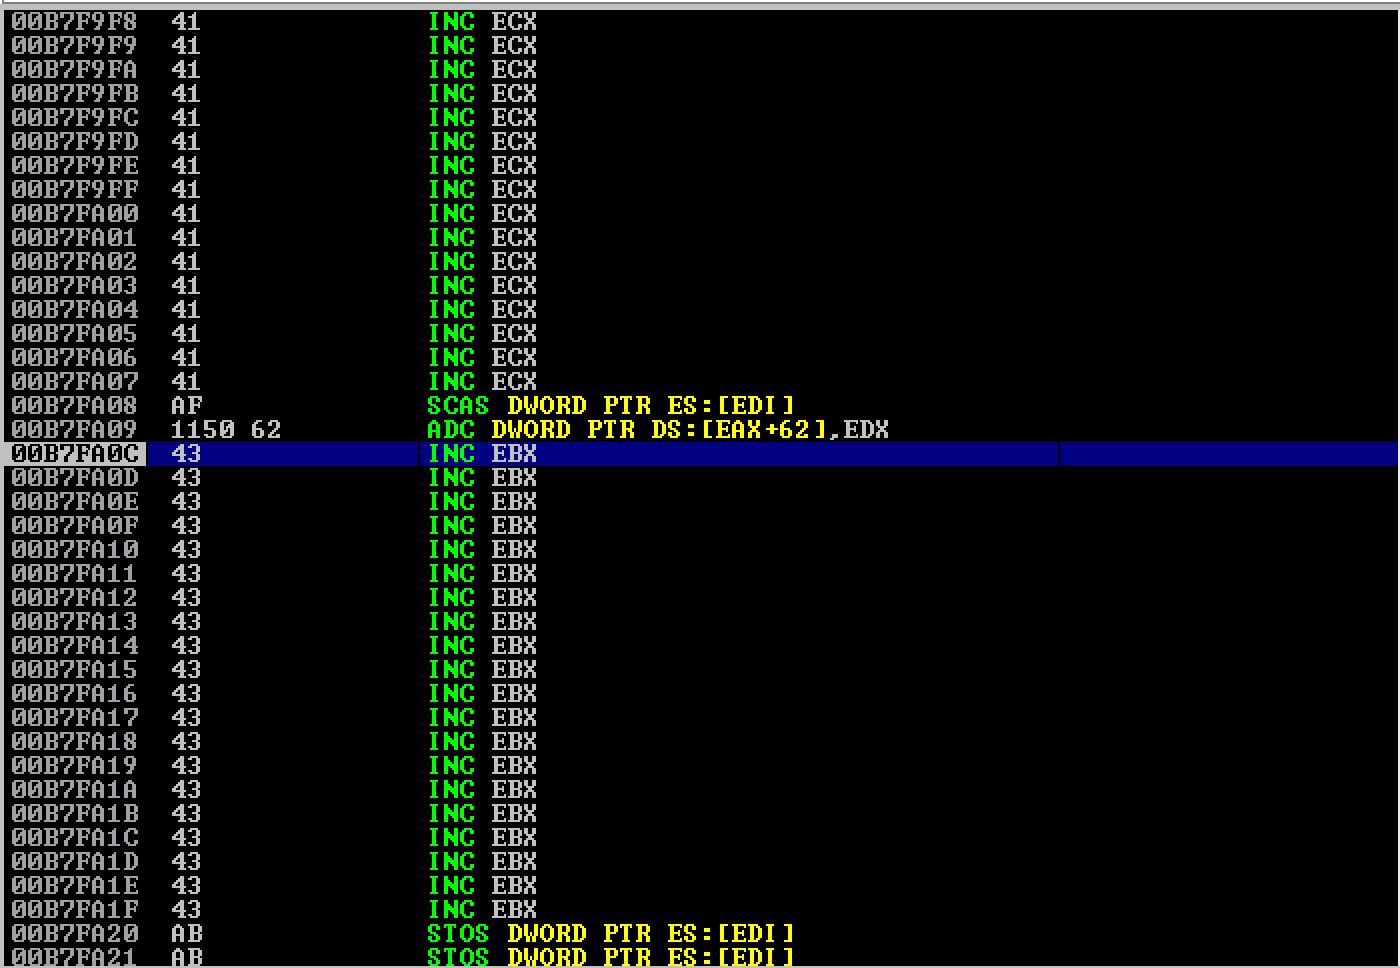 00B7F9F8 41 INC ECX
00B7F9F9 41 INC ECX
00B7F9FA 41 INC ECX
00B7F9FB 41 INC ECX
00B7F9FC 41 INC ECX
00B7F9FD 41 INC ECX
00B7F9FE 41 INC ECX
00B7F9FF 41 INC ECX
00B7FA00 41 INC ECX
00B7FA01 41 INC ECX
00B7FA02 41 INC ECX
00B7FA03 41 INC ECX
00B7FA04 41 INC ECX
00B7FA05 41 INC ECX
00B7FA06 41 INC ECX
00B7FA07 41 INC ECX
00B7FA08 AF SCAS DWORD PTR ES:[EDI]
00B7FA09 1150 62 ADC DWORD PTR DS:[EAX+62],EDX
00B7FA0C 43 INC EBX
00B7FA0D 43 INC EBX
00B7FA0E 43 INC EBX
00B7FA0F 43 INC EBX
00B7FA10 43 INC EBX
00B7FA11 43 INC EBX
00B7FA12 43 INC EBX
00B7FA13 43 INC EBX
00B7FA14 43 INC EBX
00B7FA15 43 INC EBX
00B7FA16 43 INC EBX
00B7FA17 43 INC EBX
00B7FA18 43 INC EBX
00B7FA19 43 INC EBX
00B7FA1A 43 INC EBX
00B7FA1B 43 INC EBX
00B7FA1C 43 INC EBX
00B7FA1D 43 INC EBX
00B7FA1E 43 INC EBX
00B7FA1F 43 INC EBX
00B7FA20 AB STOS DWORD PTR ES:[EDI]
00B7FA21 AB STOS DWORD PTR ES:[EDI]